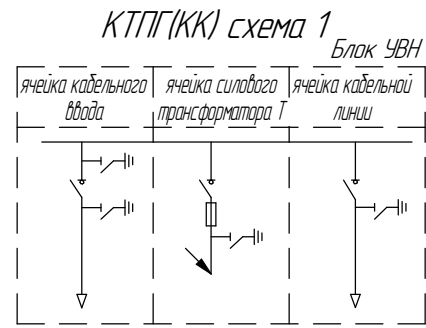 КТПГ(КК) схема 1
Блок УВН
ячейка кабельного
ввода
ячейка силового
трансформатора Т
ячейка кабельной
линии